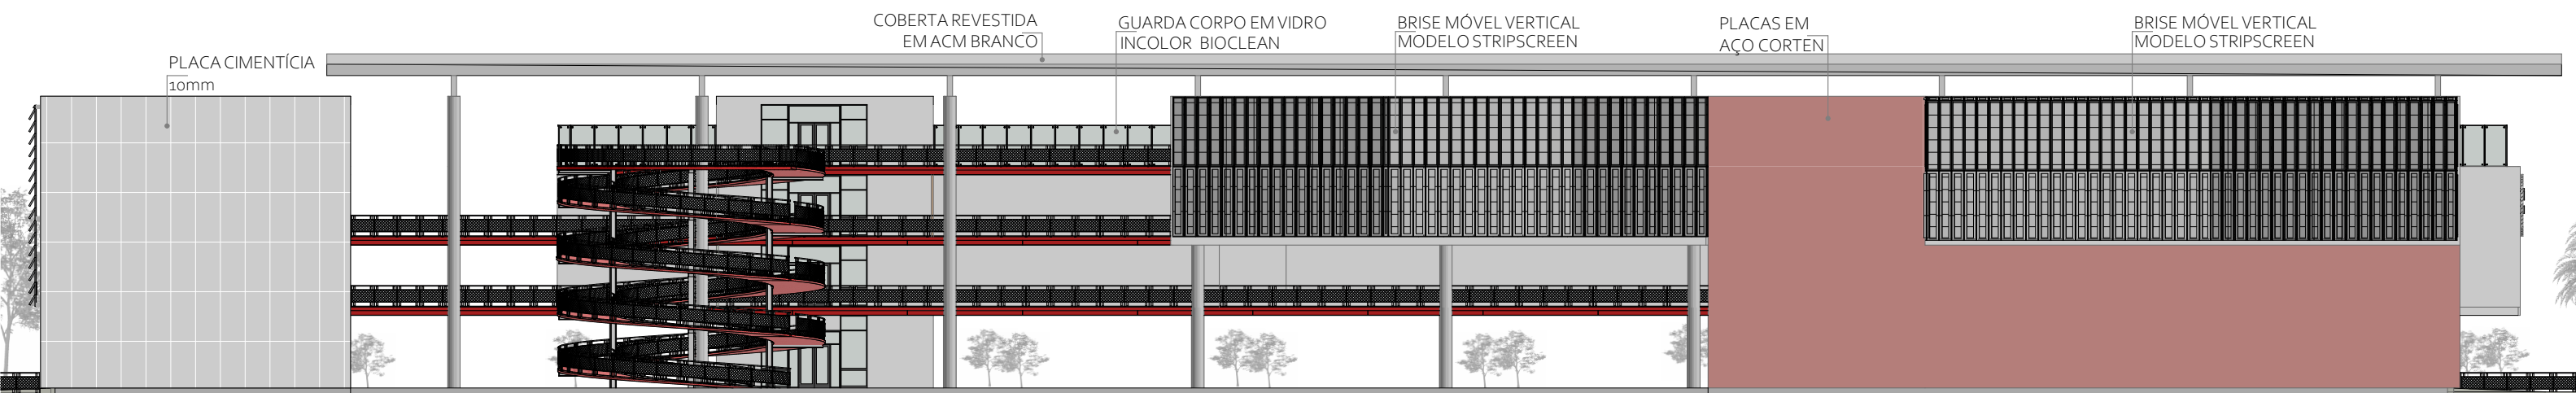 PLACA CIMENTÍCIA
10mm
COBERTA REVESTIDA
EM ACM BRANCO
GUARDA CORPO EM VIDRO
INCOLOR BIOCLEAN
BRISE MÓVEL VERTICAL
MODELO STRIPSCREEN
PLACAS EM
AÇO CORTEN
BRISE MÓVEL VERTICAL
MODELO STRIPSCREEN